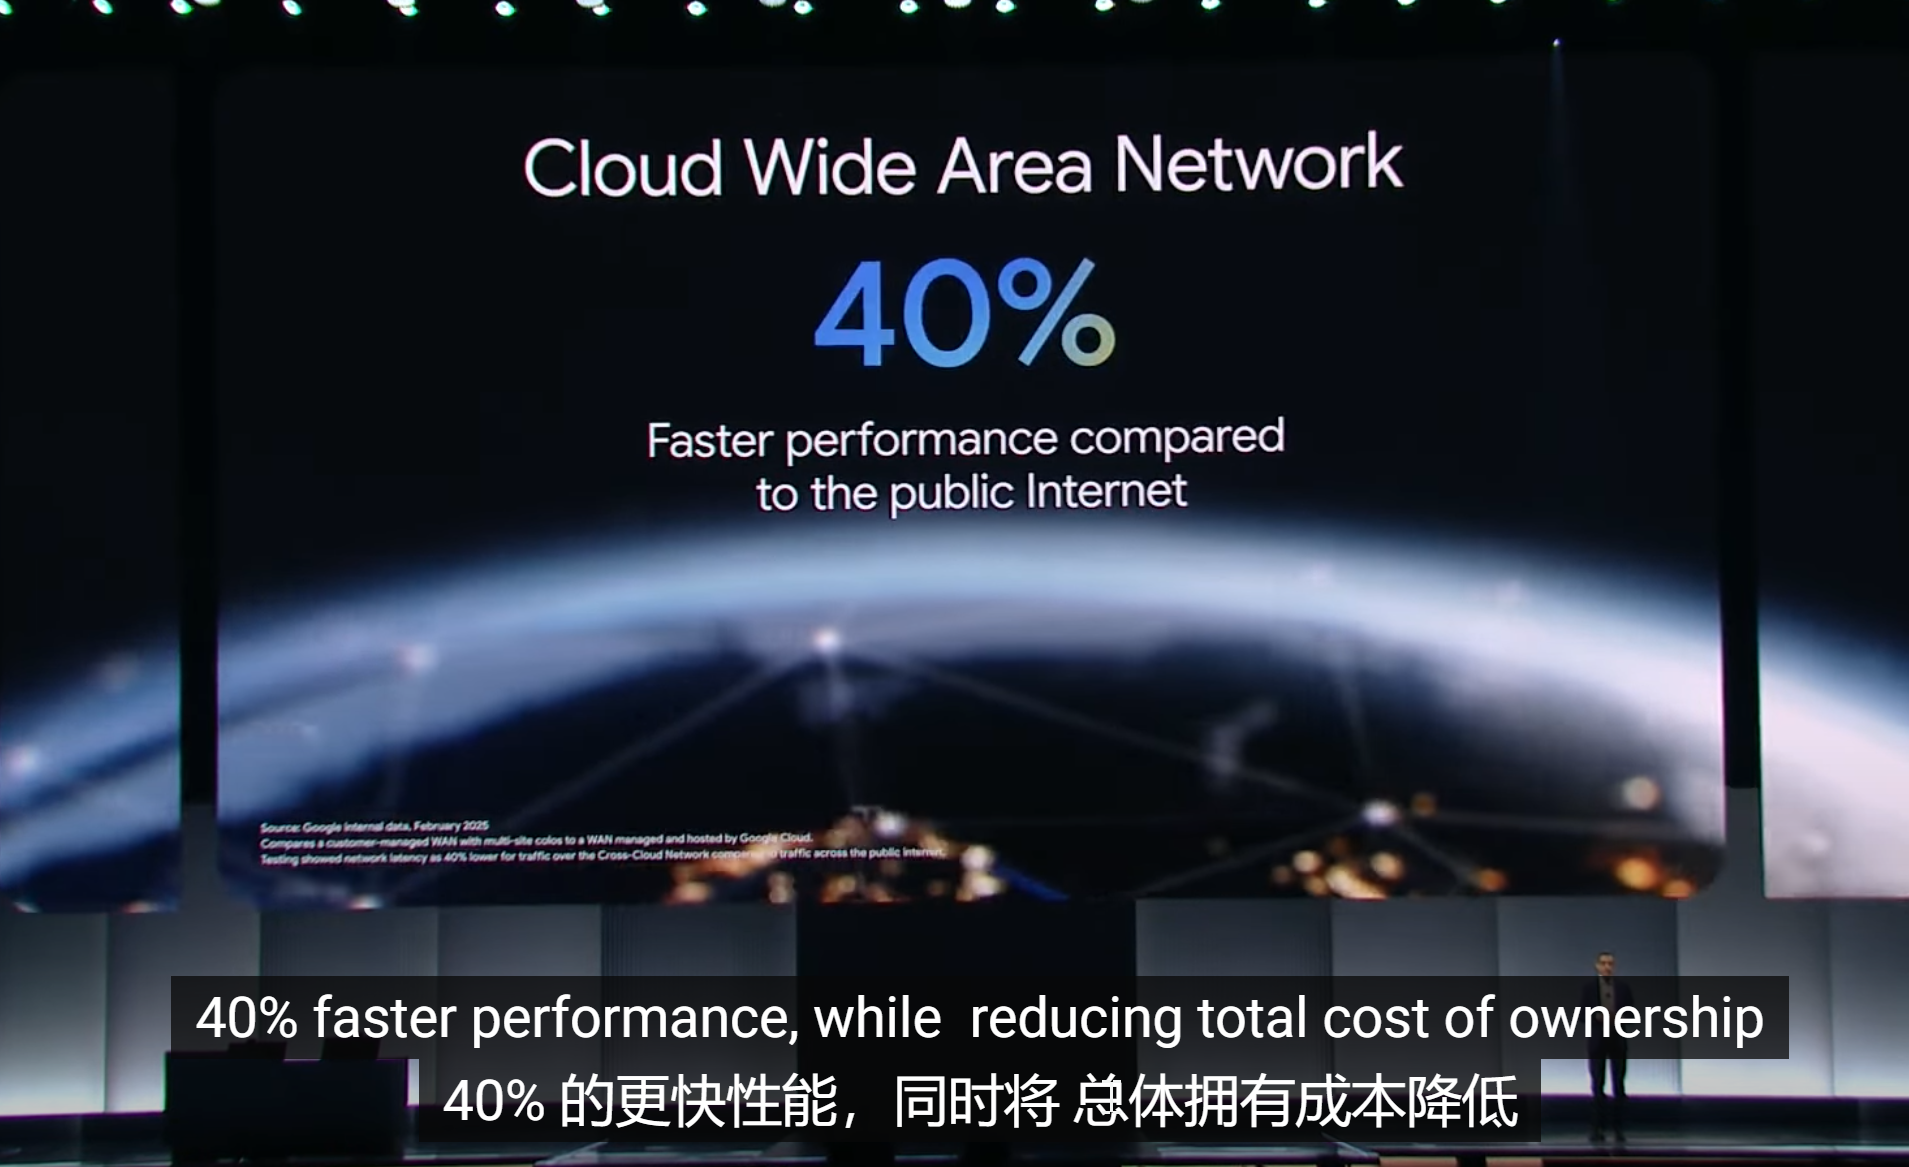 Cloud Wide Area Network
40%
Faster performance compared
to the public Internet
Source: Google internal data, February 2025
Compares a customer-managed WAN with multi-site colos to a WAN managed and hosted by Google Cloud.
Testing showed network latency as 40% lower for traffic over the Cross-Cloud Network compared to traffic across the public internet.
40% faster performance, while reducing total cost of ownership
40% 的更快性能，同时将 总体拥有成本降低